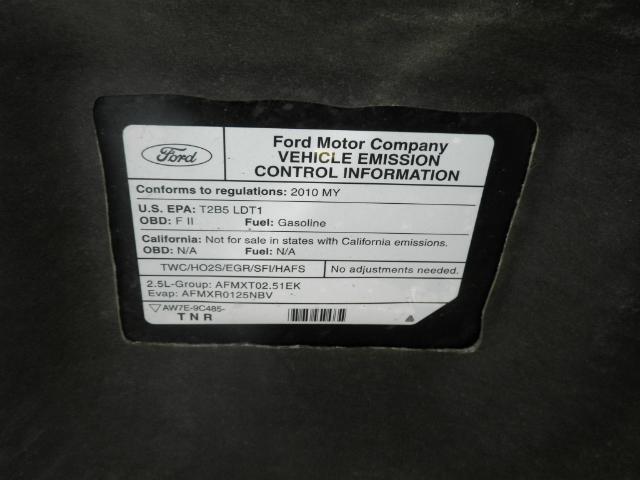 Ford
Ford Motor Company
VEHICLE EMISSION
CONTROL INFORMATION
Conforms to regulations: 2010 MY
U.S. EPA: T2B5 LDT1
OBD: F II Fuel: Gasoline
California: Not for sale in states with California emissions.
OBD: N/A Fuel: N/A
TWC/HO2S/EGR/SFI/HAFS No adjustments needed.
2.5L-Group: AFMXT02.51EK
Evap: AFMXR0125NBV
AW7E-9C485-
T N R